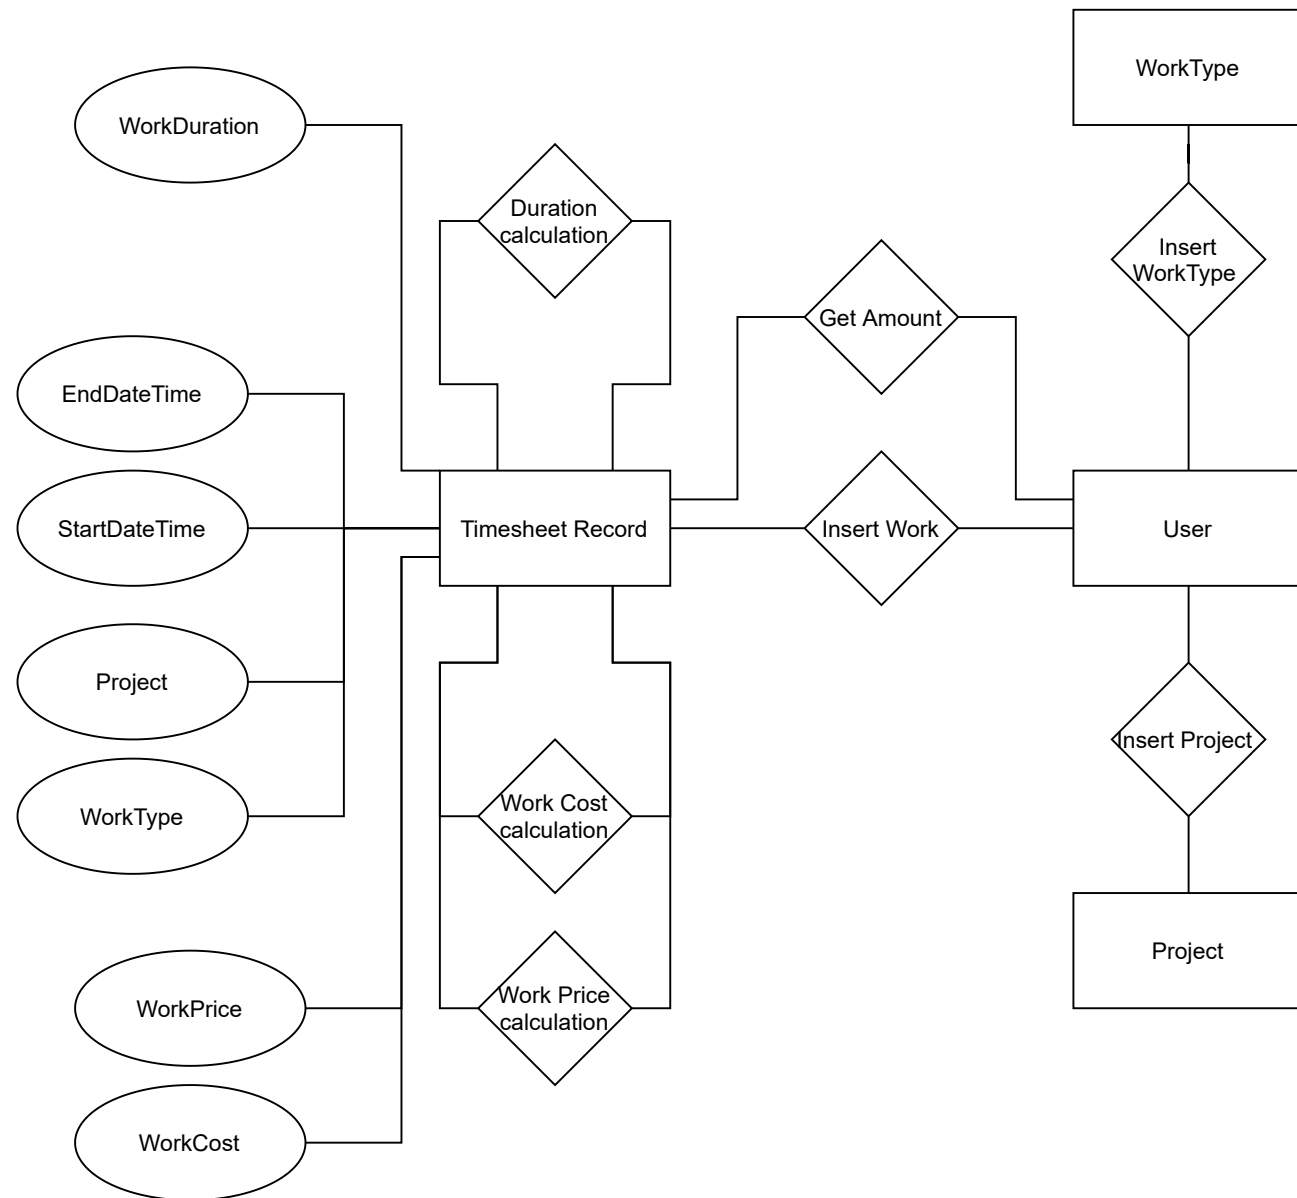 WorkType
WorkDuration
Duration
calculation
Insert
WorkType
Get Amount
EndDateTime
StartDateTime
Timesheet Record
Insert Work
User
Project
Insert Project
WorkType
Work Cost
calculation
Project
WorkPrice
Work Price
calculation
WorkCost